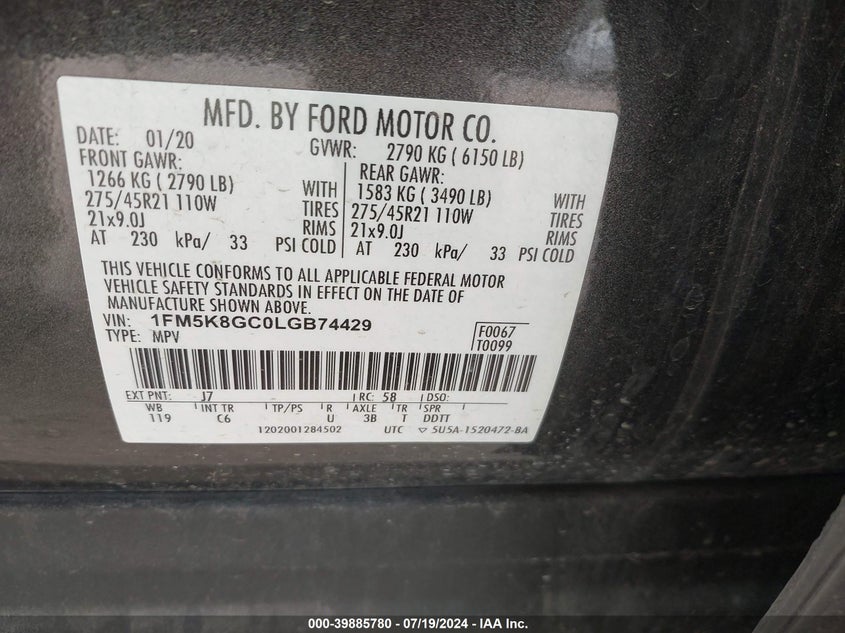 MFD. BY FORD MOTOR CO.
DATE: 01/20 GVWR: 2790 KG ( 6150 LB)
FRONT GAWR: REAR GAWR:
1266 KG ( 2790 LB) WITH 1583 KG ( 3490 LB) WITH
275/45R21 110W TIRES 275/45R21 110W TIRES
21x9.0J RIMS 21x9.0J RIMS
AT 230 kPa/ 33 PSI COLD AT 230 kPa/ 33 PSI COLD
THIS VEHICLE CONFORMS TO ALL APPLICABLE FEDERAL MOTOR
VEHICLE SAFETY STANDARDS IN EFFECT ON THE DATE OF
MANUFACTURE SHOWN ABOVE.
VIN: 1FM5K8GC0LGB74429 F0067
TYPE: MPV T0099
EXT PNT: J7 RC: 58 DSO:
WB INT TR TP/PS R AXLE TR SPR
119 C6 U 3B T DDTT
1202001284502 UTC ▽ 5U5A-1520472-BA
000-39885780 - 07/19/2024 - IAA Inc.